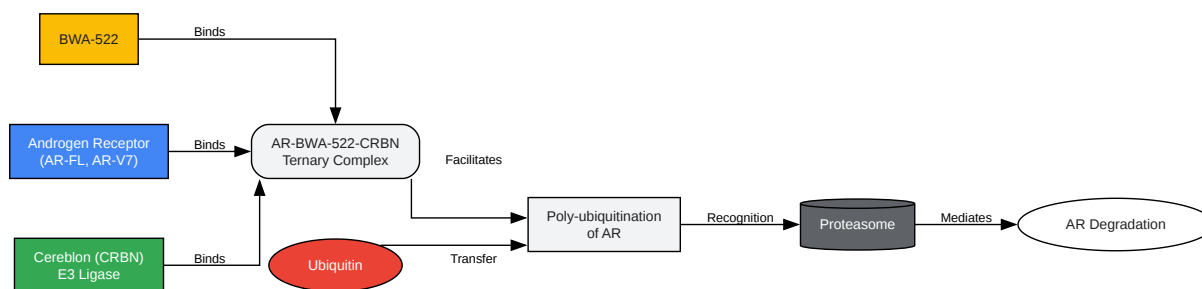 BWA-522
Binds
Androgen Receptor
(AR-FL, AR-V7)
Binds
AR-BWA-522-CRBN
Ternary Complex
Facilitates
Cereblon (CRBN)
E3 Ligase
Binds
Ubiquitin
Transfer
Poly-ubiquitination
of AR
Recognition
Proteasome
Mediates
AR Degradation